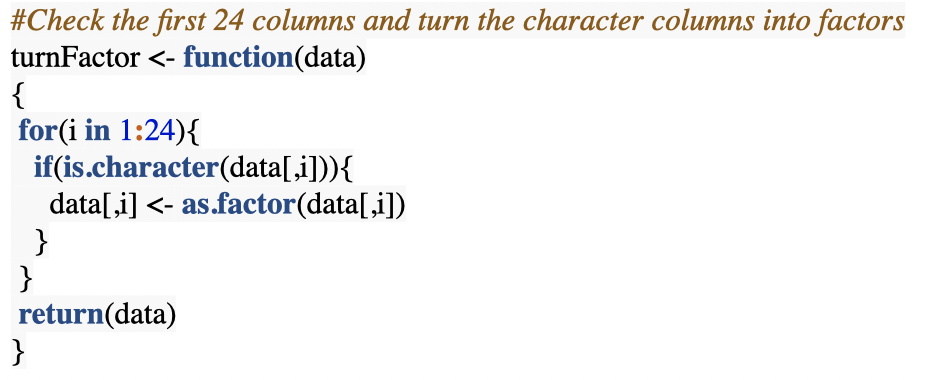 #Check the first 24 columns and turn the character columns into factors
turnFactor <- function(data)
{
for(i in 1:24){
if(is.character(data[,i])){
data[,i] <- as.factor(data[,i])
}
}
return(data)
}